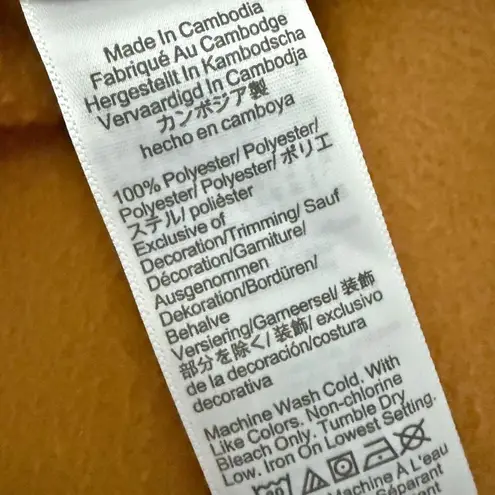 Made In Cambodia
Fabriqué Au Cambodge
Hergestellt In Kambodscha
Vervaardigd In Cambodja
カンボジア製
hecho en camboya
100% Polyester/ Polyester/
Polyester/ Polyester/ ポリエ
ステル/ poliéster
Exclusive of
Decoration/Trimming/ Sauf
Décoration/Garniture/
Ausgenommen
Dekoration/Bordüren/
Behalve
Versiering/Gameersel/ 装飾
部分を除く/ 装飾/ exclusivo
de la decoración/costura
decorativa
Machine Wash Cold. With
Like Colors. Non-chlorine
Bleach Only. Tumble Dry
Low. Iron On Lowest Setting.
Machine À L'eau
Séparant